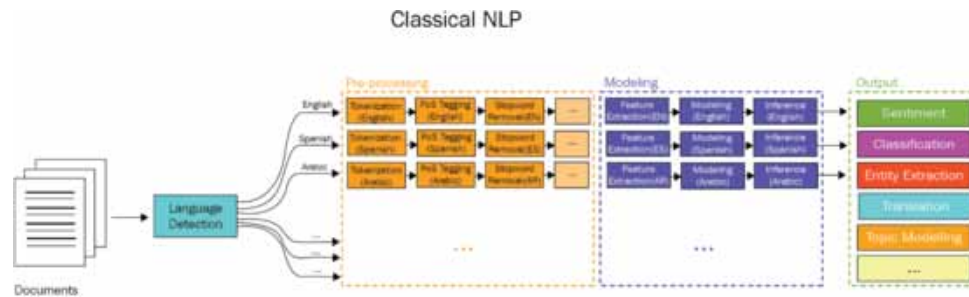 Classical NLP
Pre-processing
Modeling
Output
English
Tokenization
(English)
PoS Tagging
(English)
Stopword
Removal(EN)
...
Feature
Extraction(EN)
Modeling
(English)
Inference
(English)
Sentiment
Spanish
Tokenization
(Spanish)
PoS Tagging
(Spanish)
Stopword
Removal(ES)
...
Feature
Extraction(ES)
Modeling
(Spanish)
Inference
(Spanish)
Classification
Arabic
Tokenization
(Arabic)
PoS Tagging
(Arabic)
Stopword
Removal(AR)
...
Feature
Extraction(AR)
Modeling
(Arabic)
Inference
(Arabic)
Entity Extraction
Language
Detection
Translation
...
...
...
...
...
Topic Modelling
...
Documents